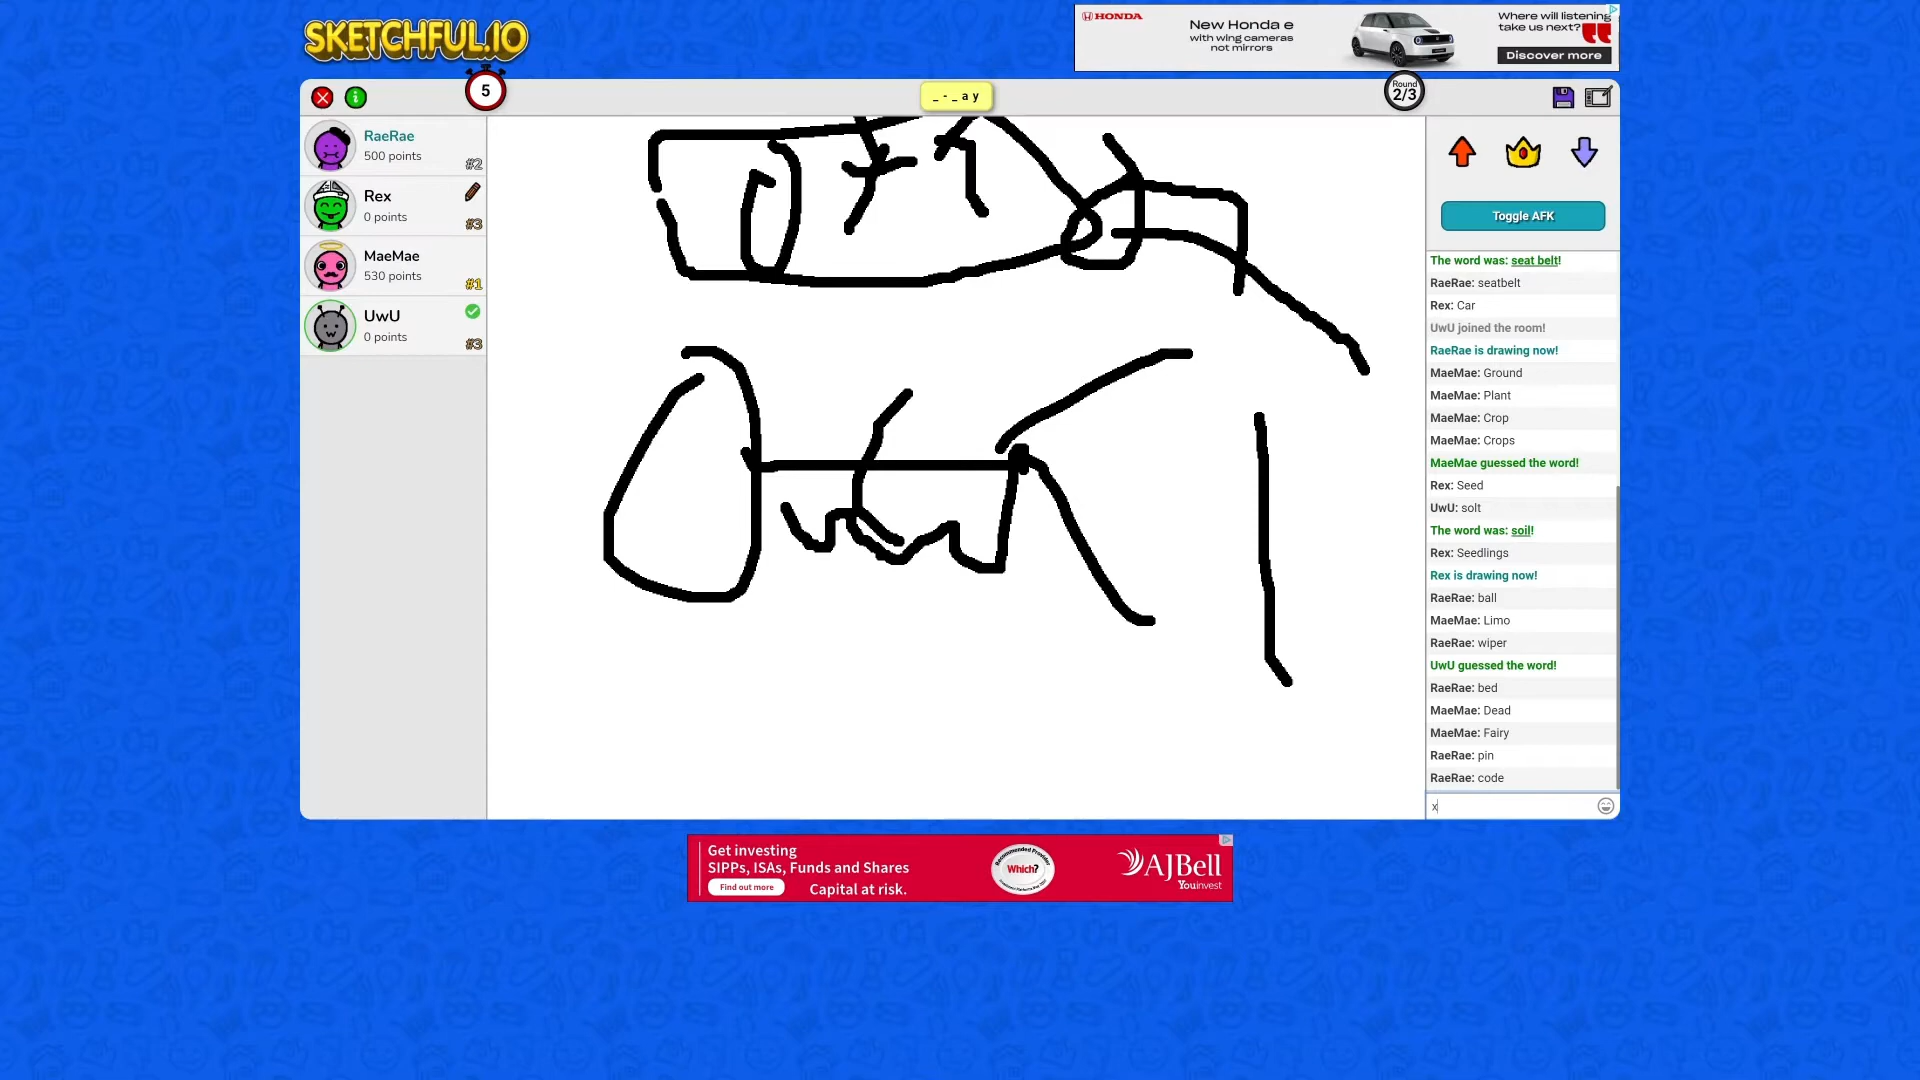 SKETCHFUL.IO
HONDA
New Honda e
with wing cameras
not mirrors
Where will listening
take us next?
Discover more
5
_ - _ a y
Round
2/3
RaeRae
500 points
#2
Rex
0 points
#3
MaeMae
530 points
#1
UwU
0 points
#3
Toggle AFK
The word was: seat belt!
RaeRae: seatbelt
Rex: Car
UwU joined the room!
RaeRae is drawing now!
MaeMae: Ground
MaeMae: Plant
MaeMae: Crop
MaeMae: Crops
MaeMae guessed the word!
Rex: Seed
UwU: solt
The word was: soil!
Rex: Seedlings
Rex is drawing now!
RaeRae: ball
MaeMae: Limo
RaeRae: wiper
UwU guessed the word!
RaeRae: bed
MaeMae: Dead
MaeMae: Fairy
RaeRae: pin
RaeRae: code
x
Get investing
SIPPs, ISAs, Funds and Shares
Find out more
Capital at risk.
Recommended Provider
Which?
AJBell
Youinvest